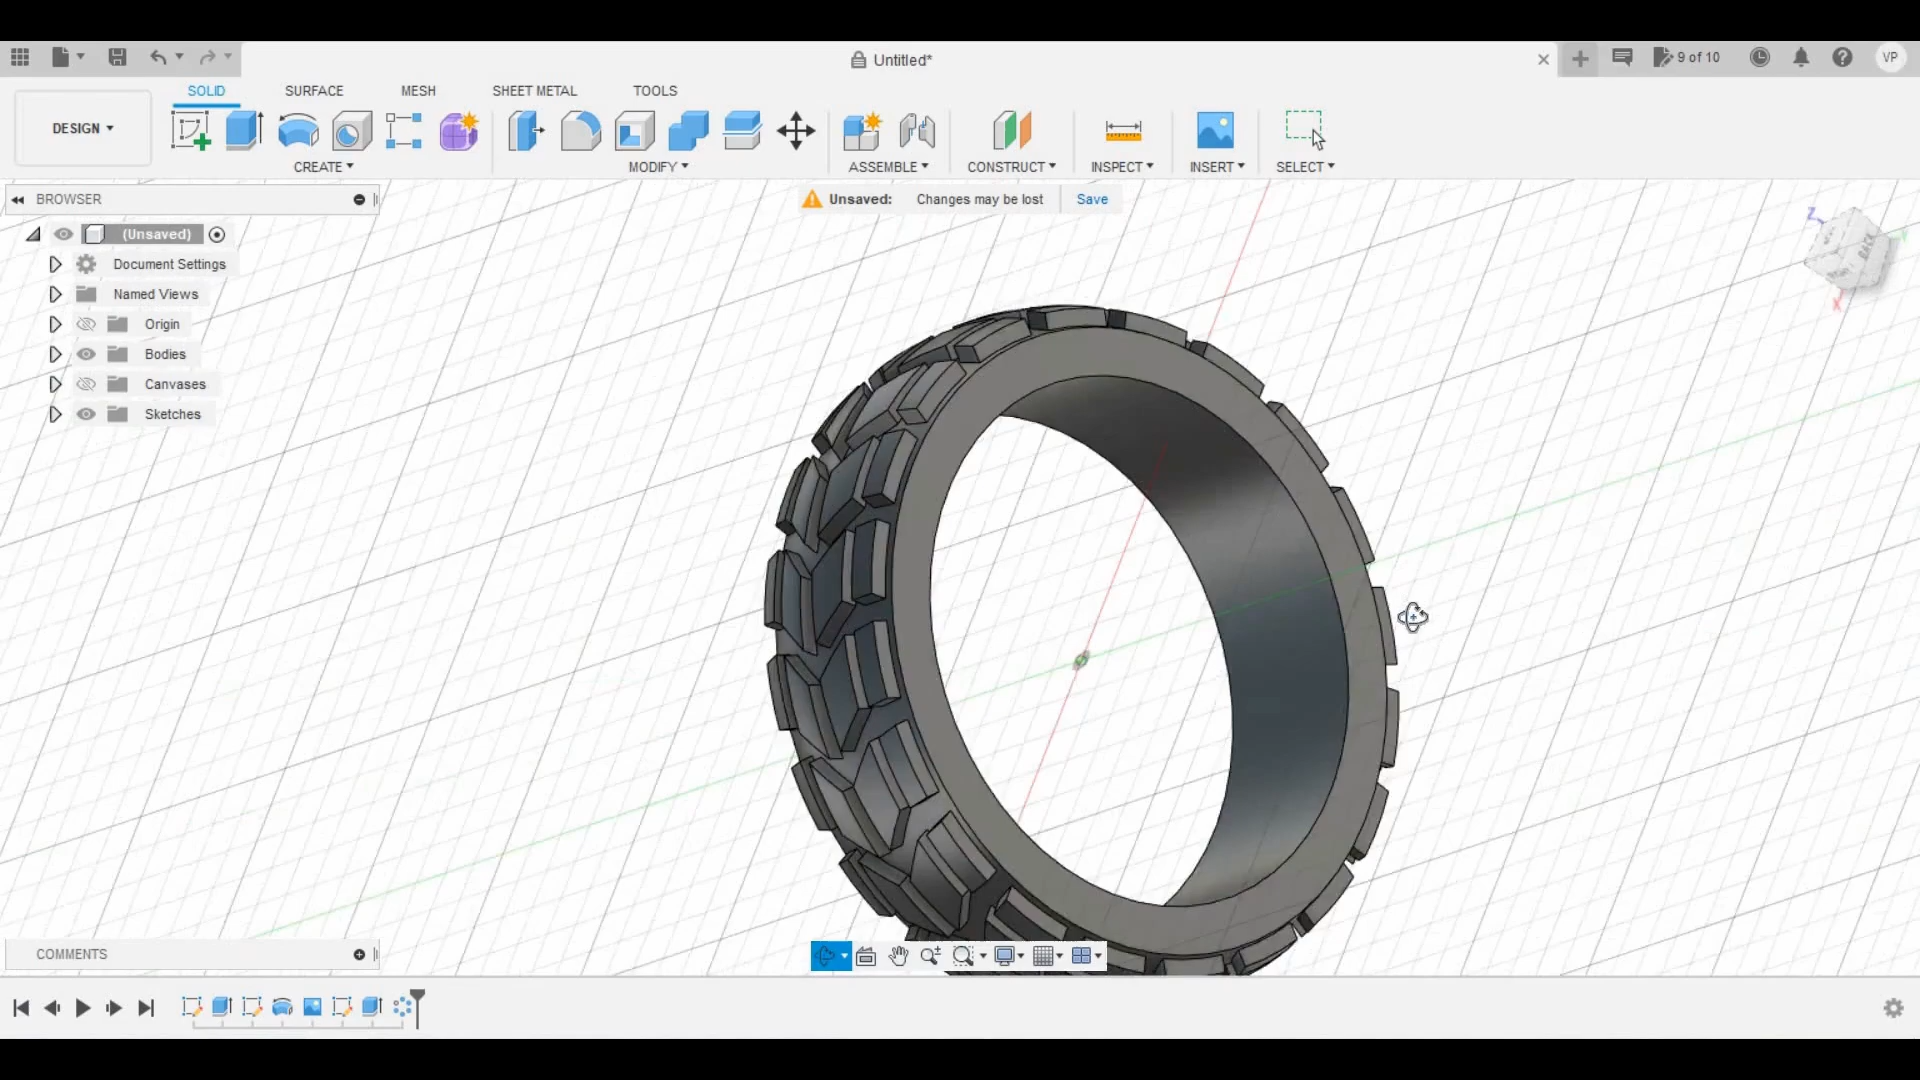 Untitled*
9 of 10
VP
SOLID
SURFACE
MESH
SHEET METAL
TOOLS
DESIGN
CREATE
MODIFY
ASSEMBLE
CONSTRUCT
INSPECT
INSERT
SELECT
BROWSER
Unsaved: Changes may be lost Save
(Unsaved)
Document Settings
Named Views
Origin
Bodies
Canvases
Sketches
Z
Y
BACK
X
COMMENTS